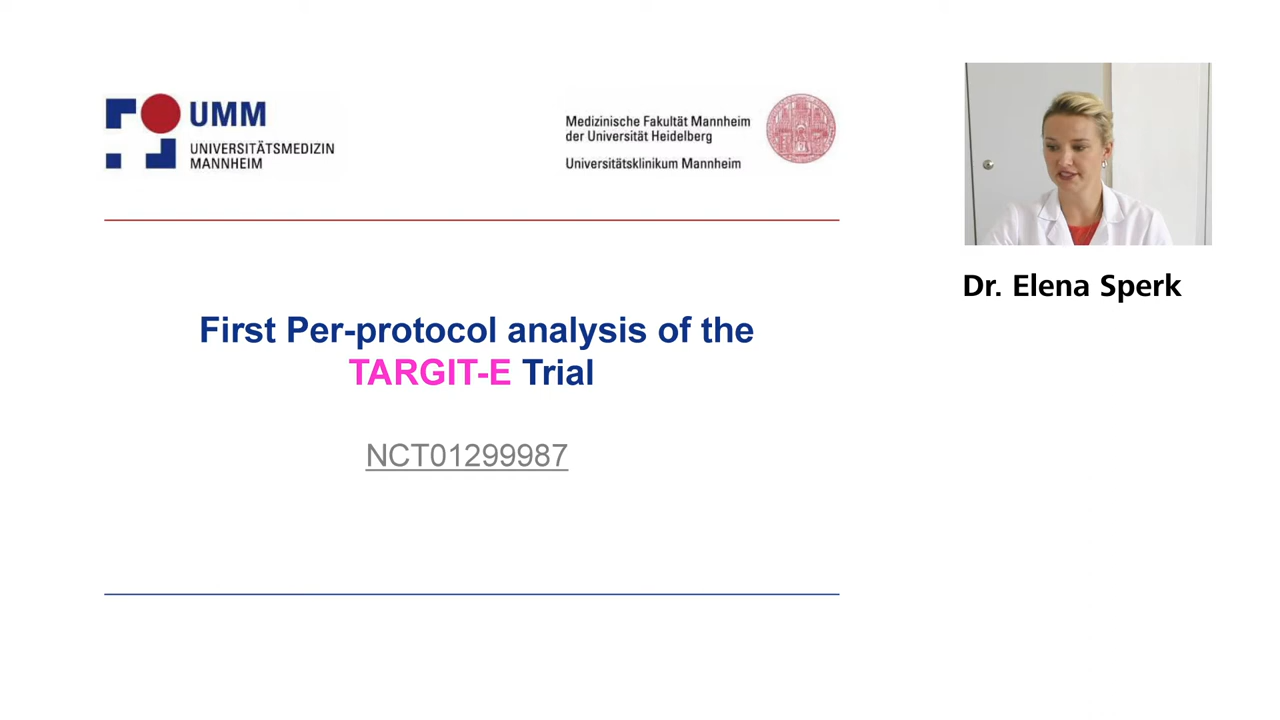 UMM
UNIVERSITÄTSMEDIZIN
MANNHEIM
Medizinische Fakultät Mannheim
der Universität Heidelberg
Universitätsklinikum Mannheim
Dr. Elena Sperk
First Per-protocol analysis of the
TARGIT-E Trial
NCT01299987